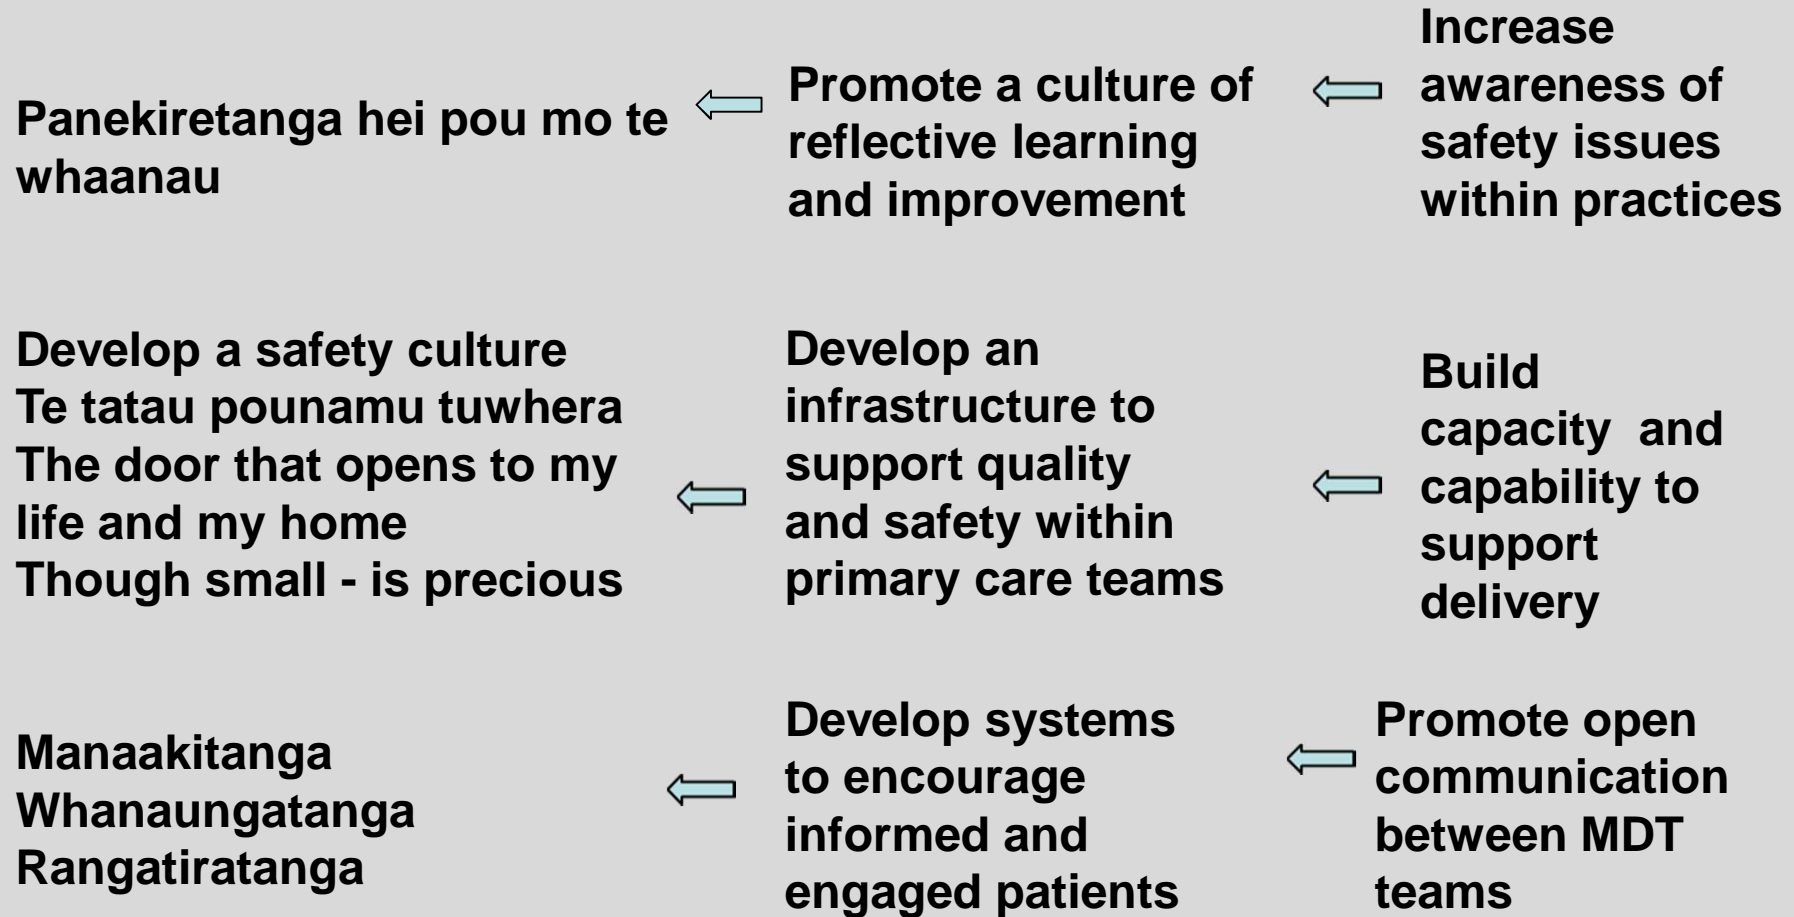 Panekiretanga hei pou mo te
whaanau
Promote a culture of
reflective learning
and improvement
Increase
awareness of
safety issues
within practices
Develop a safety culture
Te tatau pounamu tuwhera
The door that opens to my
life and my home
Though small - is precious
Develop an
infrastructure to
support quality
and safety within
primary care teams
Build
capacity  and
capability to
support
delivery
Manaakitanga
Whanaungatanga
Rangatiratanga
Develop systems
to encourage
informed and
engaged patients
Promote open
communication
between MDT
teams